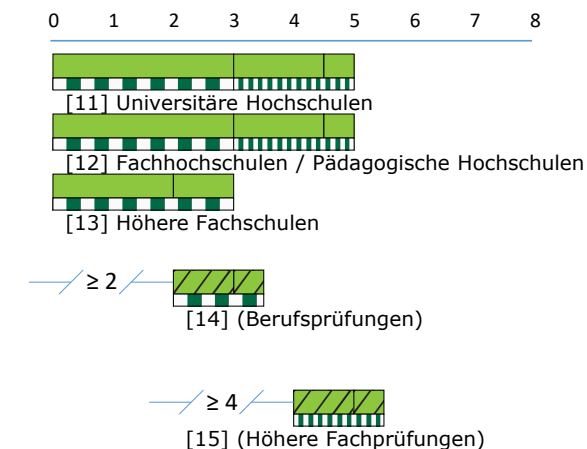 0 1 2 3 4 5 6 7 8
[11] Universitäre Hochschulen
[12] Fachhochschulen / Pädagogische Hochschulen
[13] Höhere Fachschulen
≥ 2
[14] (Berufsprüfungen)
≥ 4
[15] (Höhere Fachprüfungen)